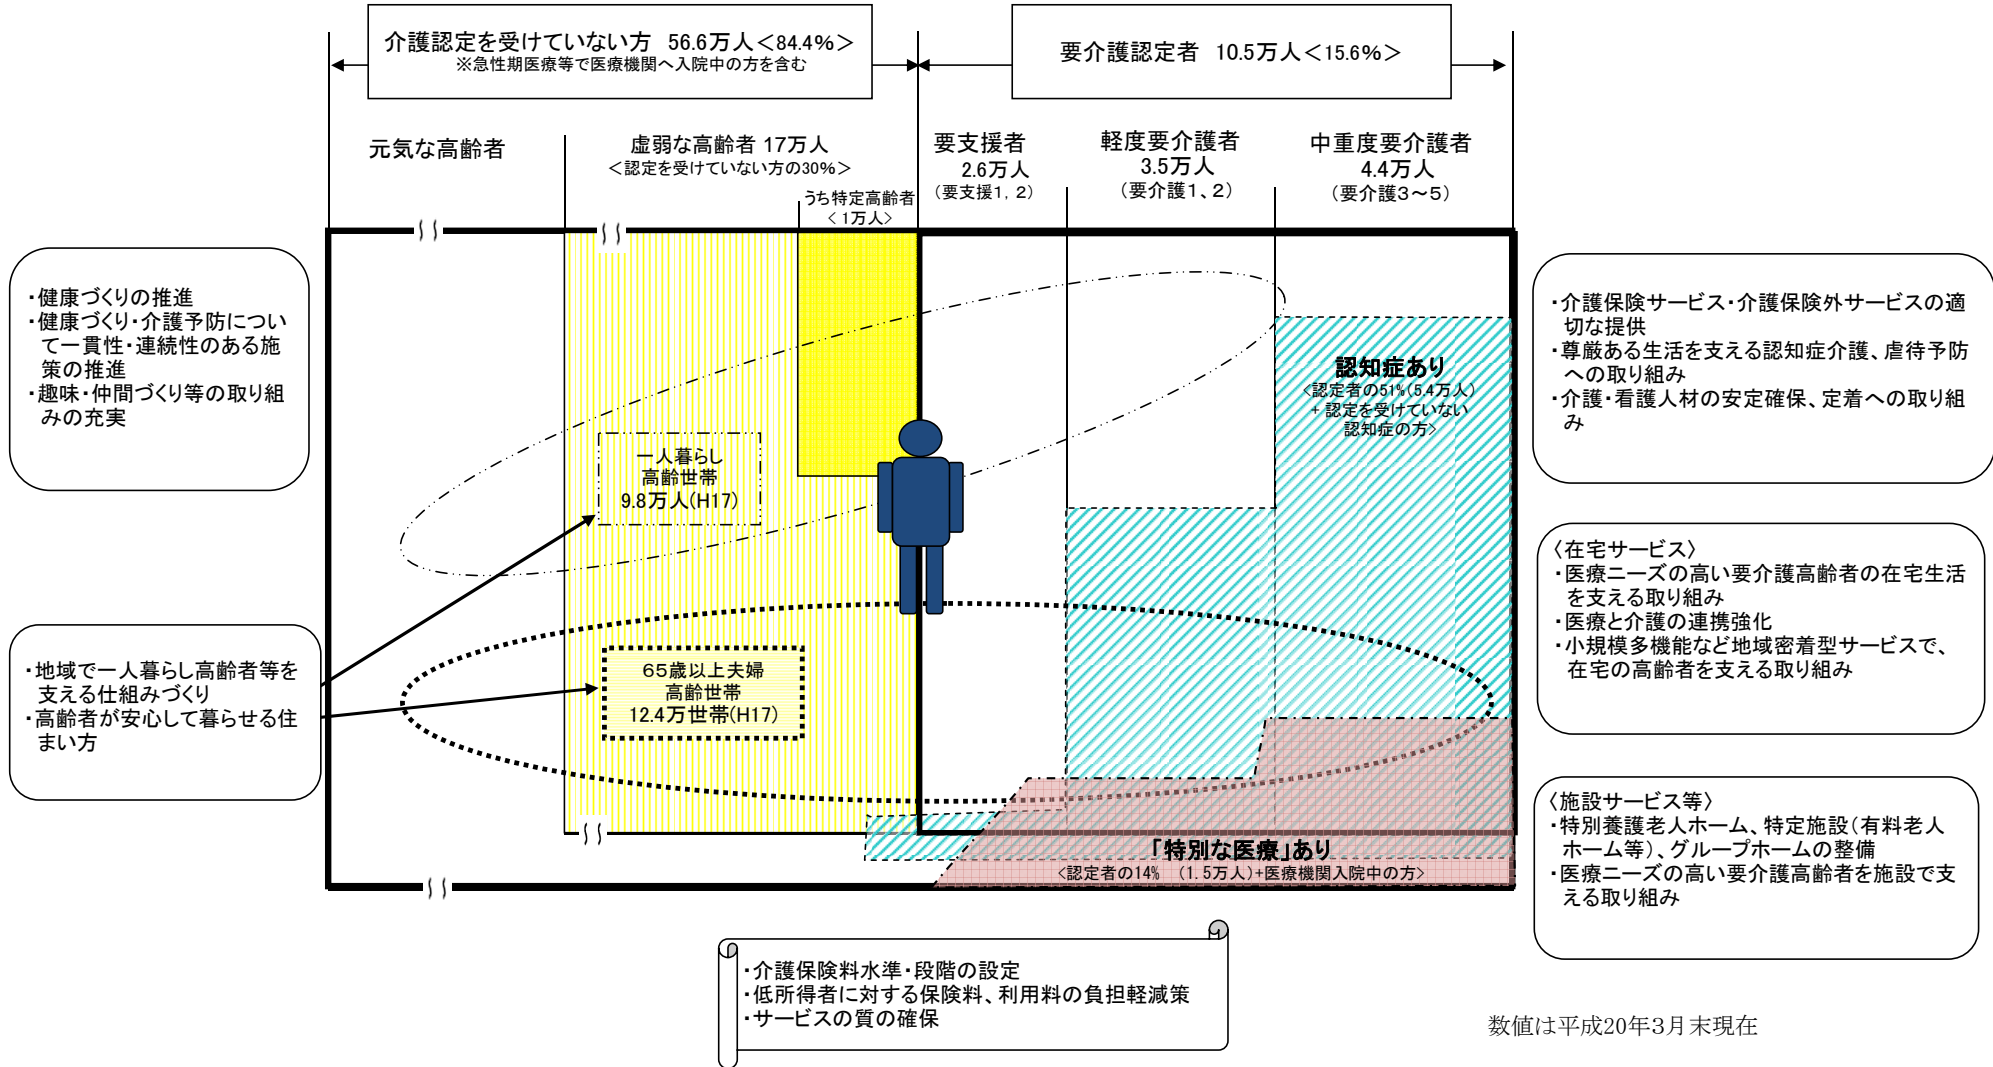 介護認定を受けていない方 56.6万人<84.4%>
※急性期医療等で医療機関へ入院中の方を含む
要介護認定者 10.5万人<15.6%>
元気な高齢者
虚弱な高齢者 17万人
<認定を受けていない方の30%>
うち特定高齢者
< 1万人>
要支援者
2.6万人
(要支援1, 2)
軽度要介護者
3.5万人
(要介護1、2)
中重度要介護者
4.4万人
(要介護3～5)
・健康づくりの推進
・健康づくり・介護予防につい
て一貫性・連続性のある施
策の推進
・趣味・仲間づくり等の取り組
みの充実
・地域で一人暮らし高齢者等を
支える仕組みづくり
・高齢者が安心して暮らせる住
まい方
一人暮らし
高齢世帯
9.8万人(H17)
65歳以上夫婦
高齢世帯
12.4万世帯(H17)
認知症あり
<認定者の51%(5.4万人)
+ 認定を受けていない
認知症の方>
「特別な医療」あり
<認定者の14% (1.5万人)+医療機関入院中の方>
・介護保険サービス・介護保険外サービスの適
切な提供
・尊厳ある生活を支える認知症介護、虐待予防
への取り組み
・介護・看護人材の安定確保、定着への取り組
み
〈在宅サービス〉
・医療ニーズの高い要介護高齢者の在宅生活
を支える取り組み
・医療と介護の連携強化
・小規模多機能など地域密着型サービスで、
在宅の高齢者を支える取り組み
〈施設サービス等〉
・特別養護老人ホーム、特定施設(有料老人
ホーム等)、グループホームの整備
・医療ニーズの高い要介護高齢者を施設で支
える取り組み
・介護保険料水準・段階の設定
・低所得者に対する保険料、利用料の負担軽減策
・サービスの質の確保
数値は平成20年3月末現在